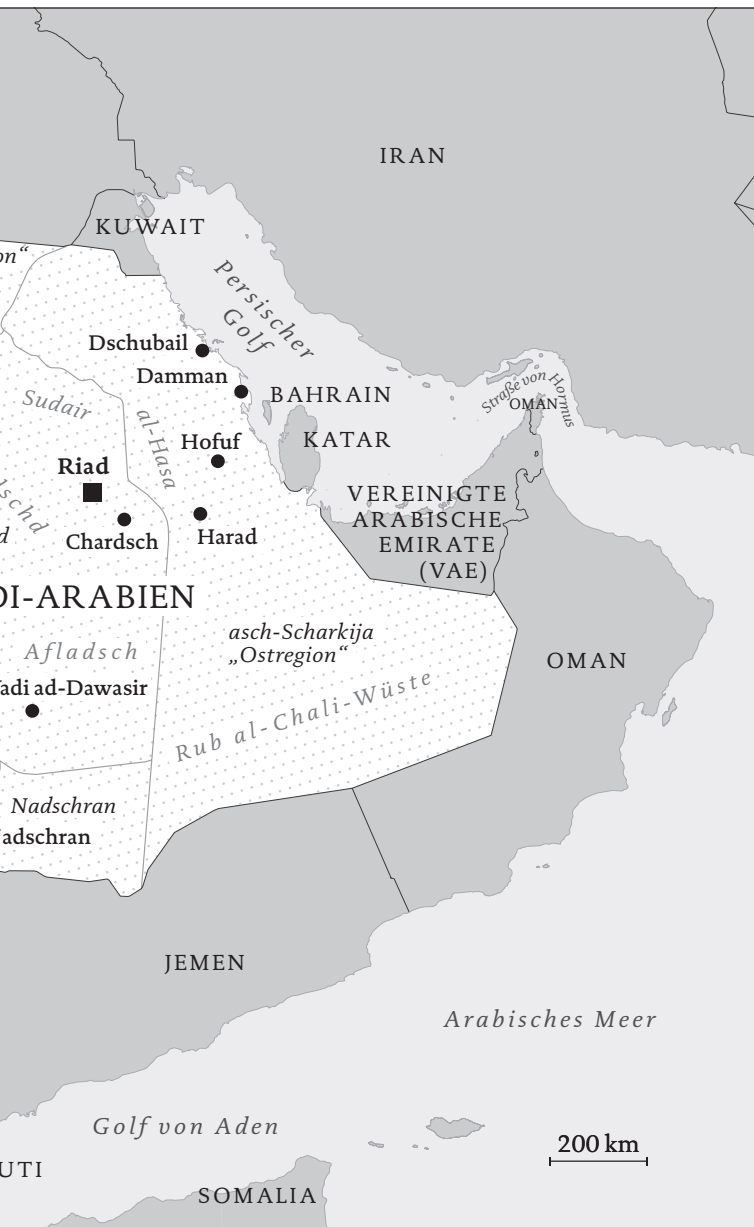 IRAN
KUWAIT
on“
Persischer
Golf
Dschubail
Damman
BAHRAIN
Straße von Hormus
OMAN
Sudair
al-Hasa
Hofuf
KATAR
Riad
VEREINIGTE
ARABISCHE
EMIRATE
(VAE)
dschd
d
Chardsch
Harad
DI-ARABIEN
asch-Scharkija
„Ostregion“
Afladsch
OMAN
adi ad-Dawasir
Rub al-Chali-Wüste
Nadschran
adschran
JEMEN
Arabisches Meer
Golf von Aden
200 km
UTI
SOMALIA